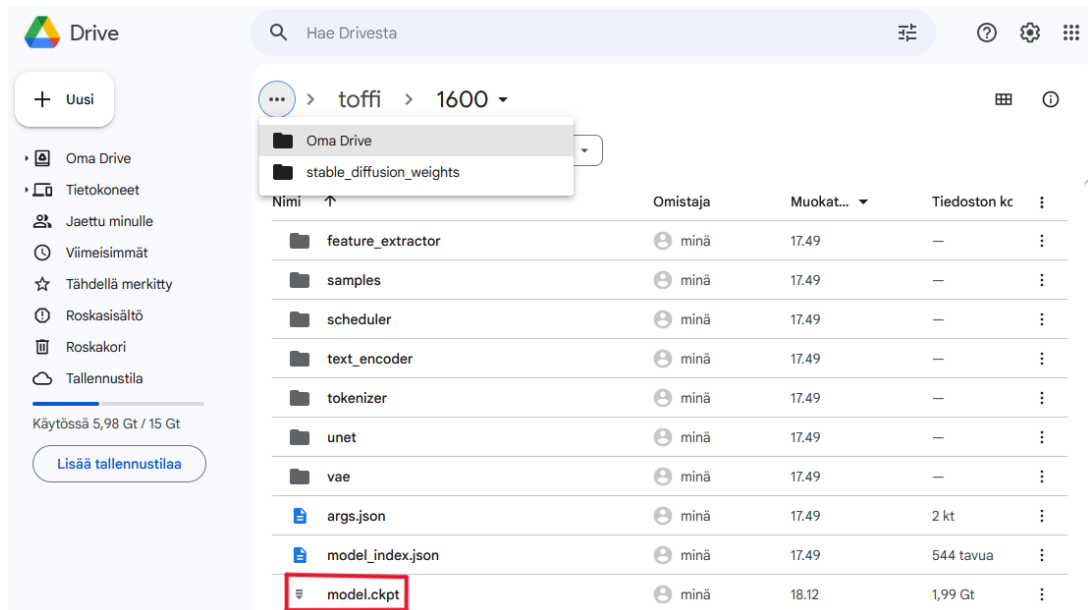 Drive
Hae Drivesta
Uusi
toffi > 1600
Oma Drive
stable_diffusion_weights
Oma Drive
Tietokoneet
Jaettu minulle
Viimeisimmät
Tähdellä merkitty
Roskasisältö
Roskakori
Tallennustila
Käytössä 5,98 Gt / 15 Gt
Lisää tallennustilaa
Nimi Omistaja Muokat... Tiedoston kc
feature_extractor minä 17.49 —
samples minä 17.49 —
scheduler minä 17.49 —
text_encoder minä 17.49 —
tokenizer minä 17.49 —
unet minä 17.49 —
vae minä 17.49 —
args.json minä 17.49 2 kt
model_index.json minä 17.49 544 tavua
model.ckpt minä 18.12 1,99 Gt